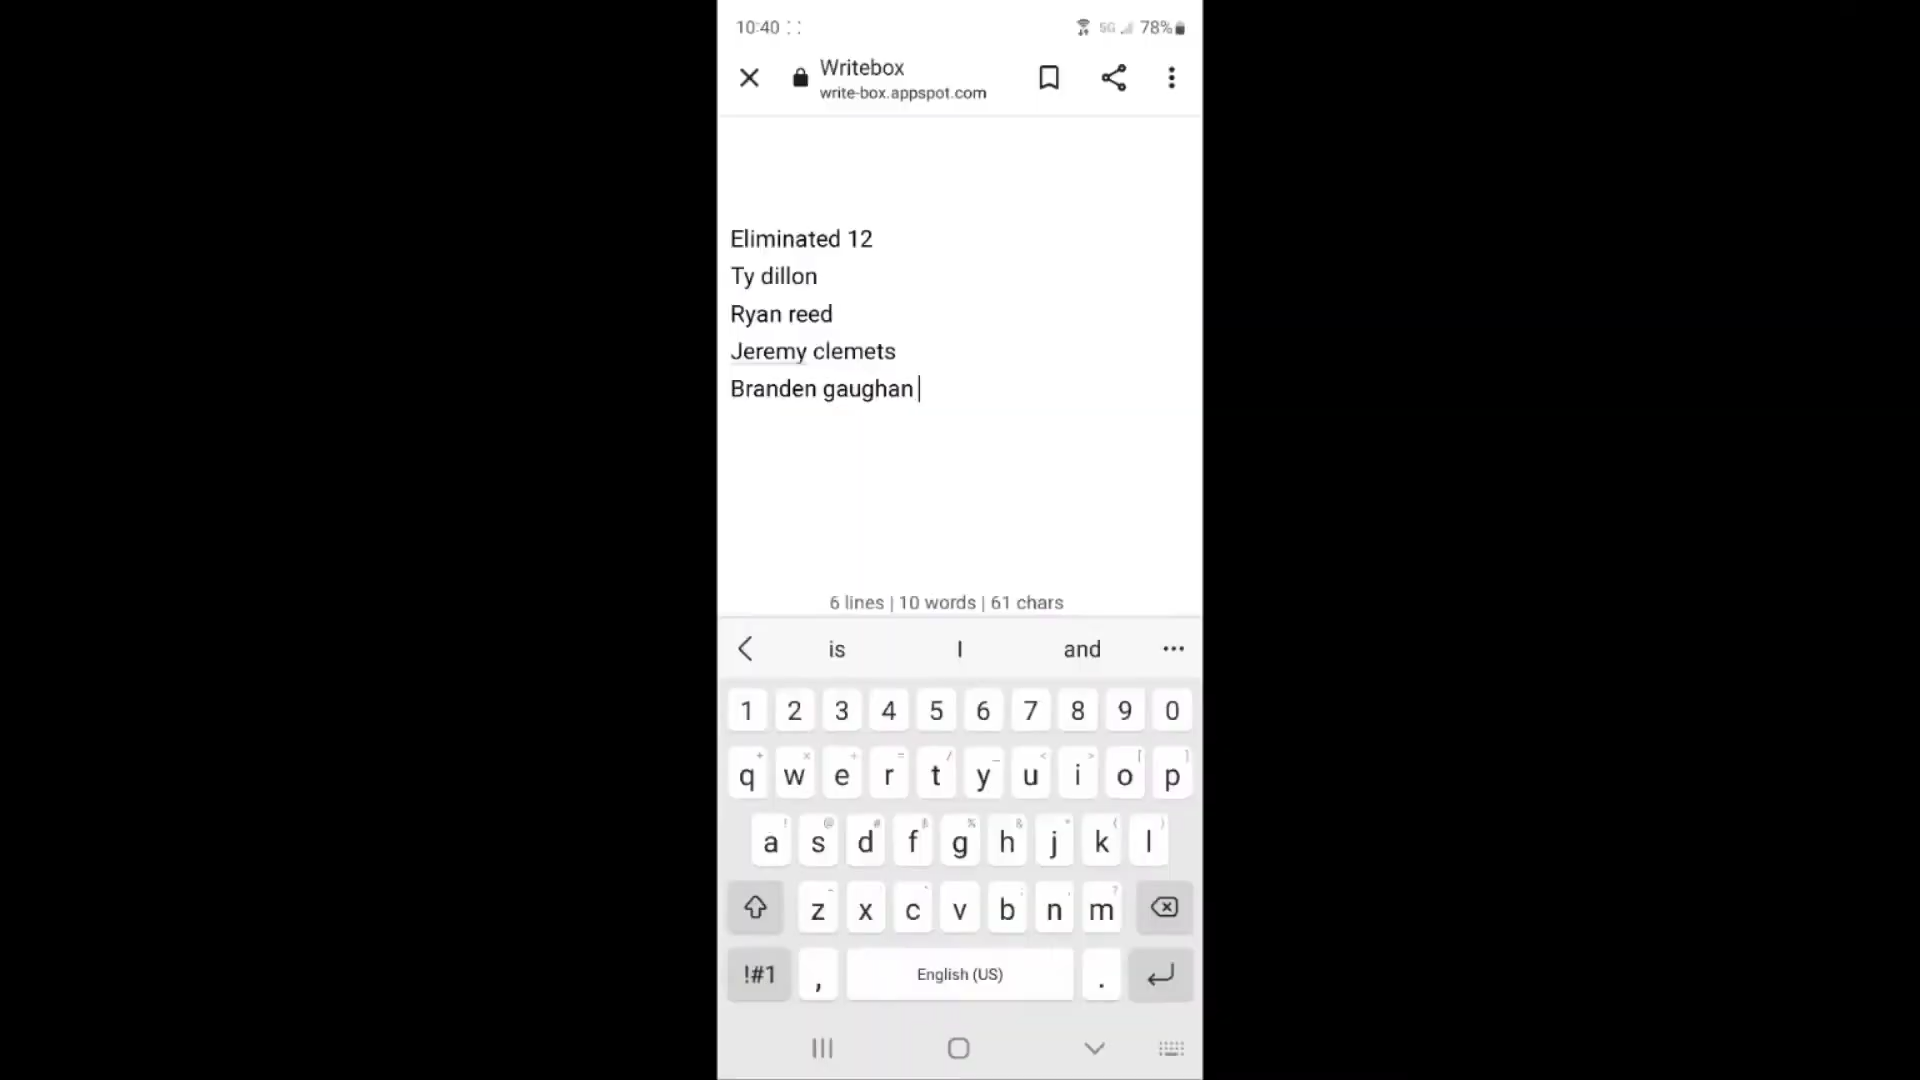 10:40
5G 78%
Writebox
write-box.appspot.com
Eliminated 12
Ty dillon
Ryan reed
Jeremy clemets
Branden gaughan
6 lines | 10 words | 61 chars
is I and ...
1 2 3 4 5 6 7 8 9 0
q w e r t y u i o p
a s d f g h j k l
z x c v b n m
!#1 , English (US) .